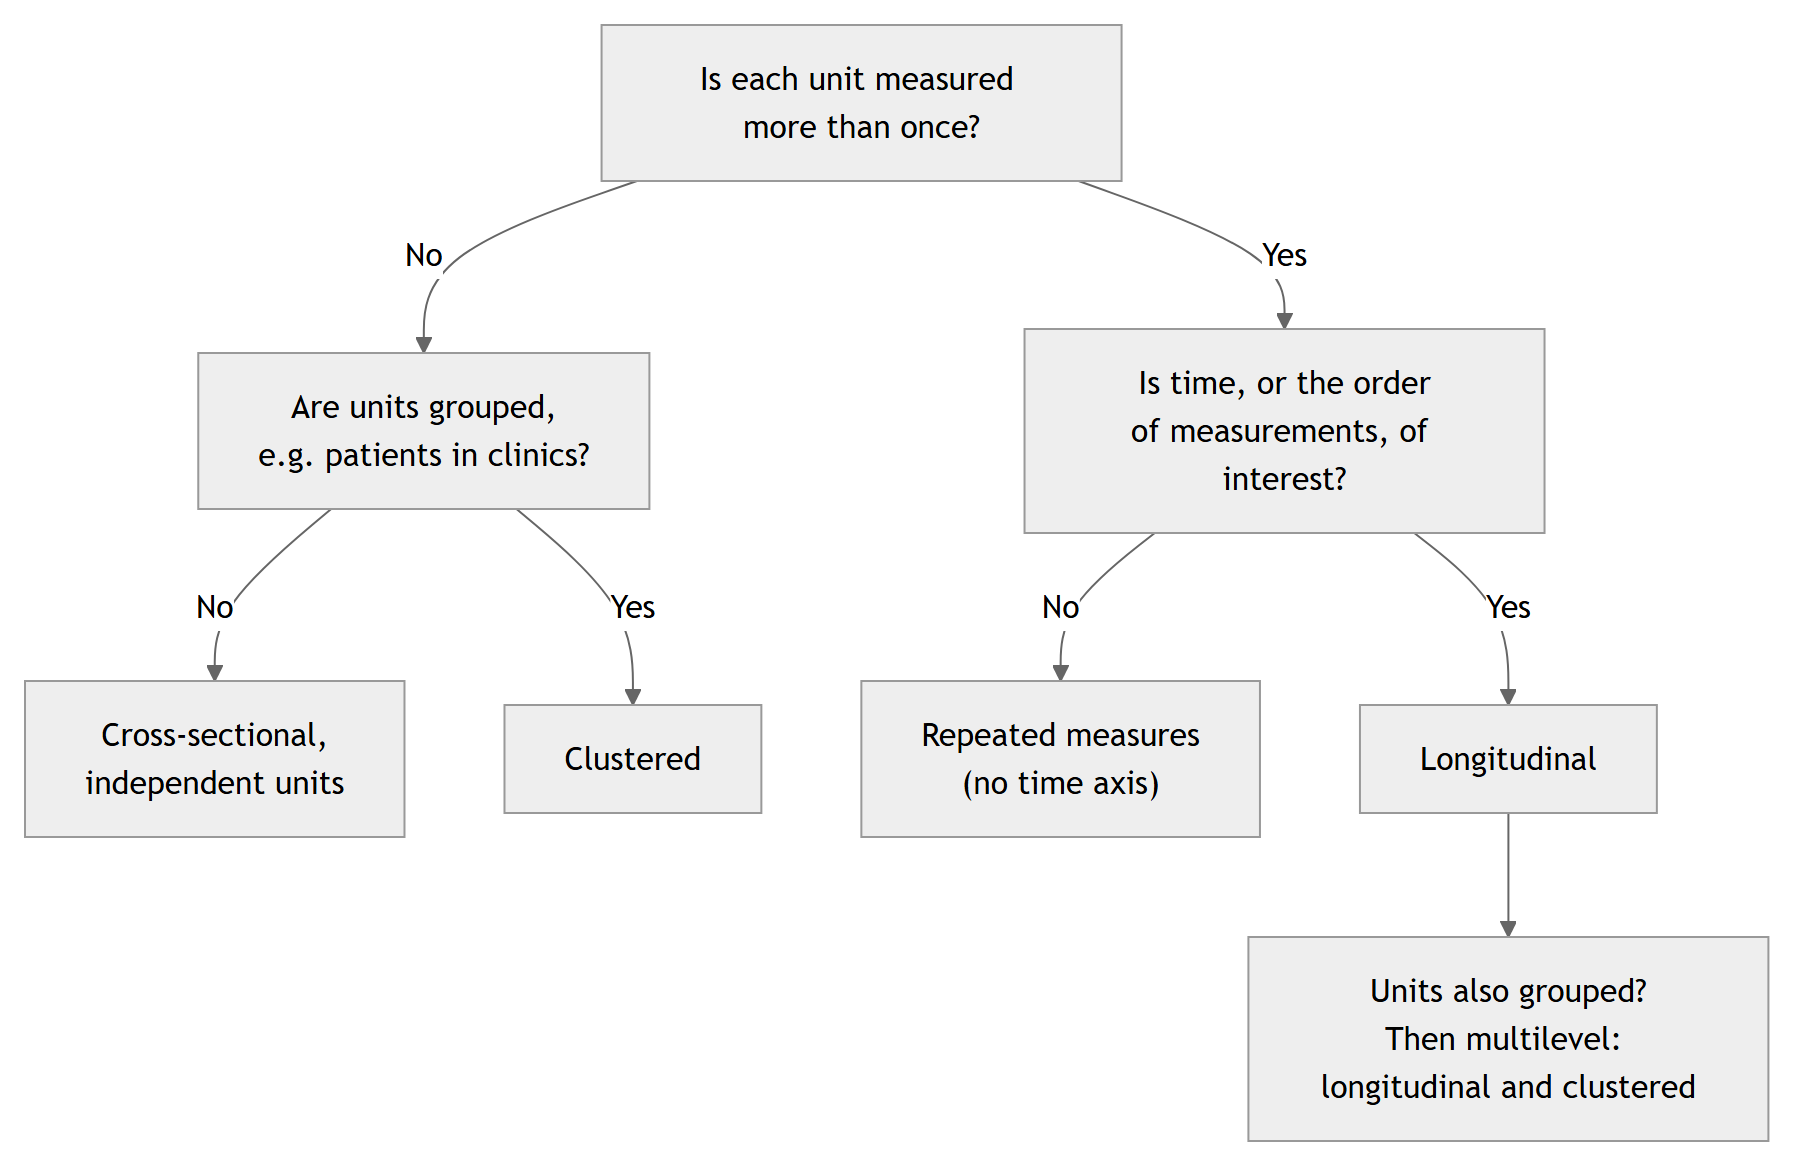 Is each unit measured
more than once?
No
Yes
Are units grouped,
e.g. patients in clinics?
Is time, or the order
of measurements, of
interest?
No
Yes
No
Yes
Cross-sectional,
independent units
Clustered
Repeated measures
(no time axis)
Longitudinal
Units also grouped?
Then multilevel:
longitudinal and clustered